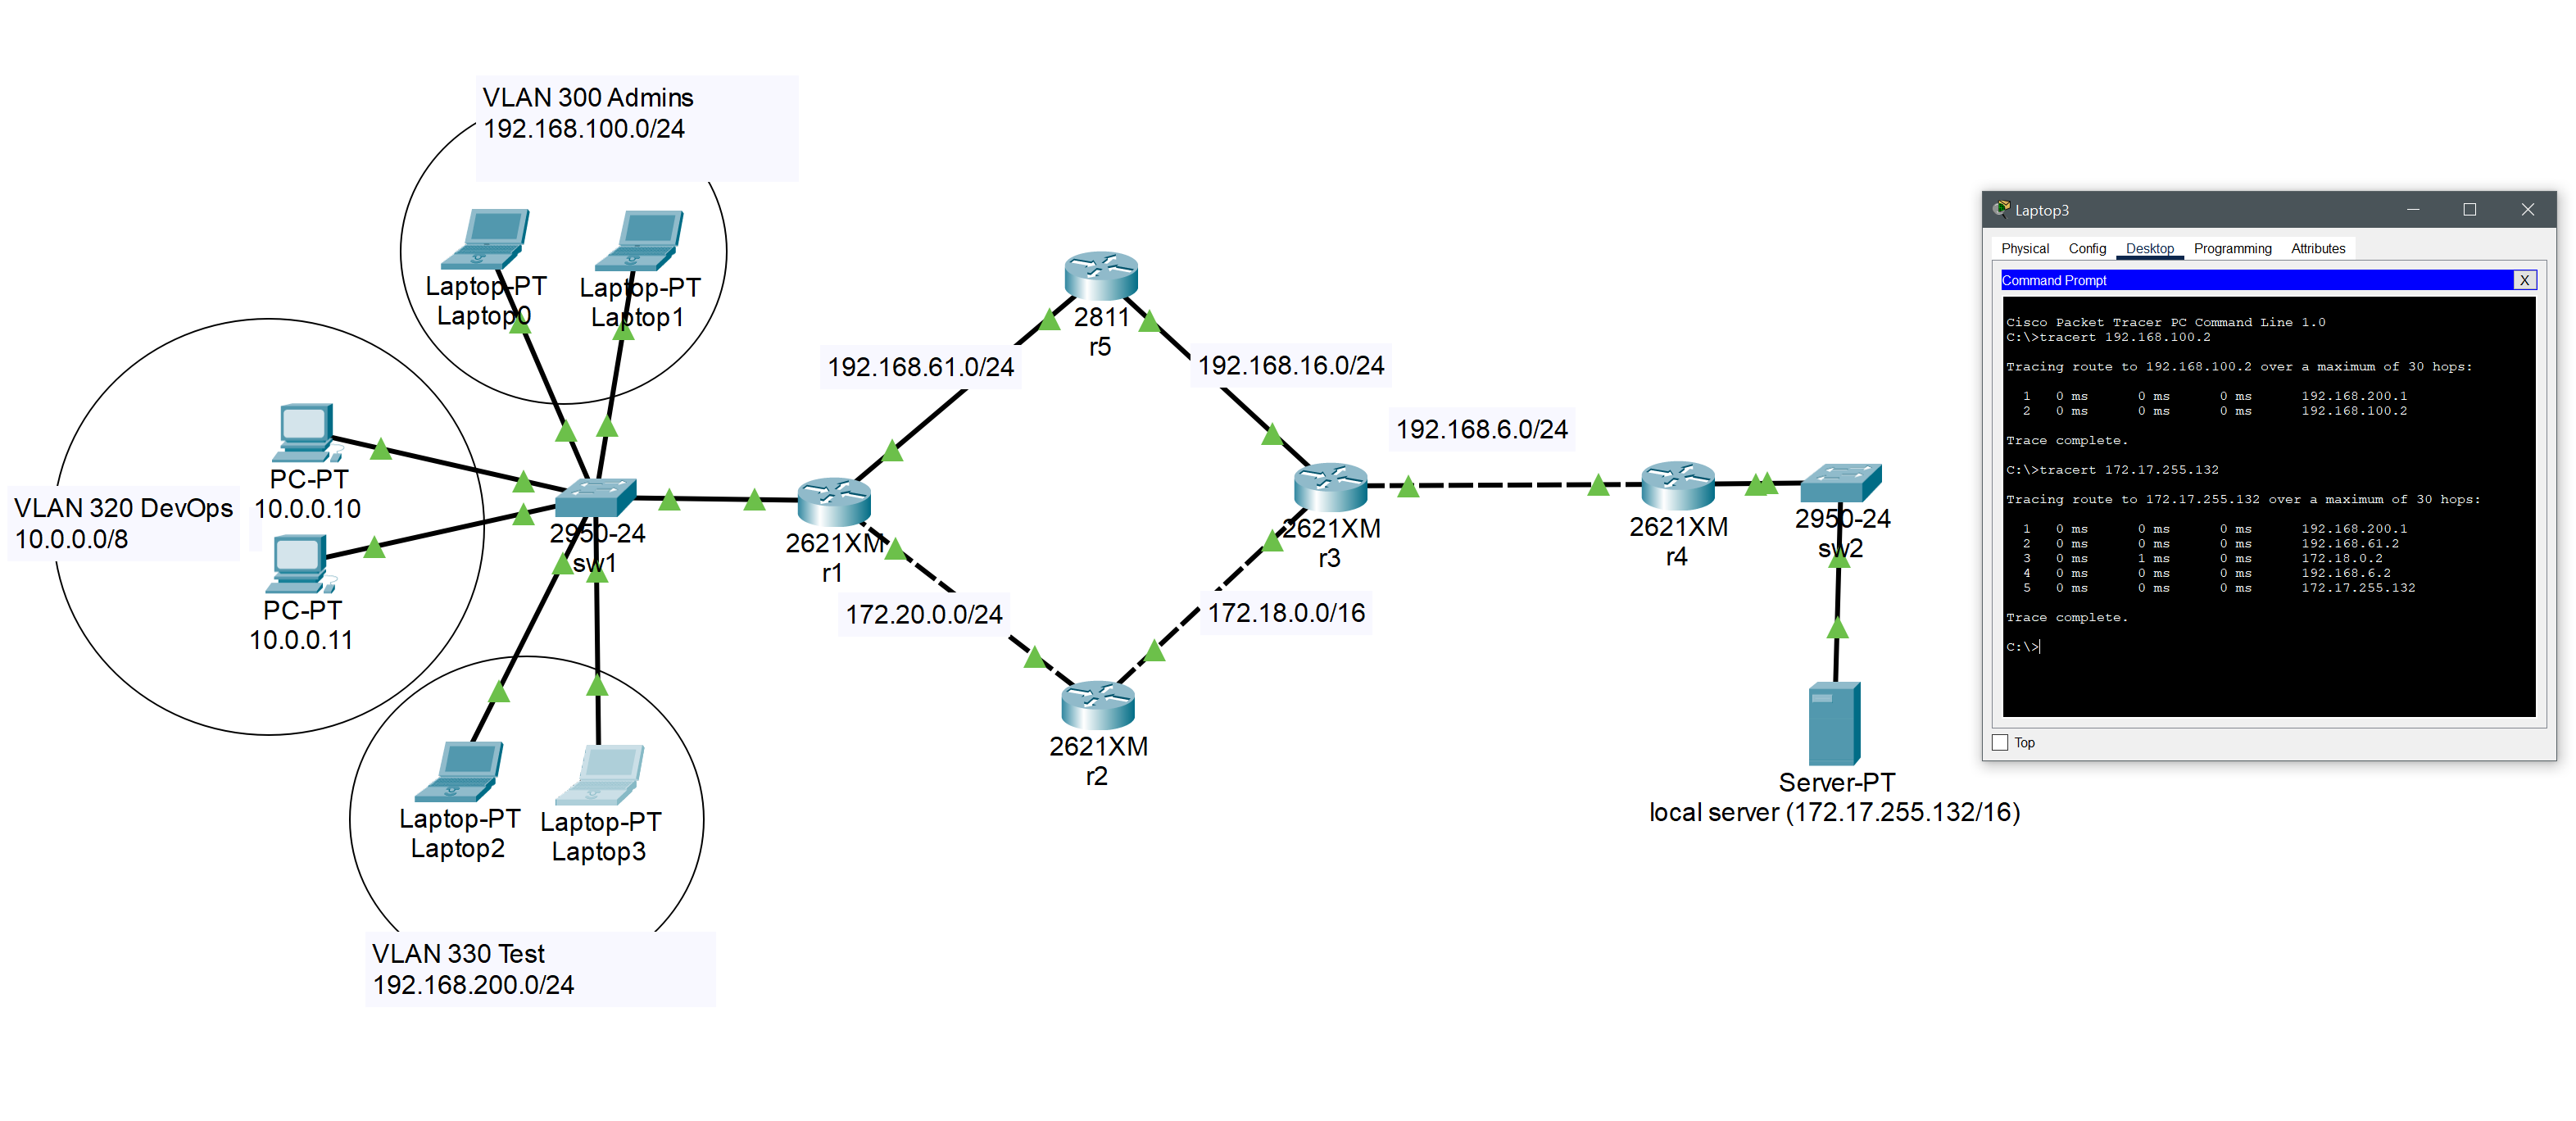 VLAN 300 Admins
192.168.100.0/24
Laptop-PT
Laptop0
Laptop-PT
Laptop1
VLAN 320 DevOps
10.0.0.0/8
PC-PT
10.0.0.10
PC-PT
10.0.0.11
2950-24
sw1
Laptop-PT
Laptop2
Laptop-PT
Laptop3
VLAN 330 Test
192.168.200.0/24
2621XM
r1
192.168.61.0/24
2811
r5
192.168.16.0/24
172.20.0.0/24
2621XM
r2
172.18.0.0/16
2621XM
r3
192.168.6.0/24
2621XM
r4
2950-24
sw2
Server-PT
local server (172.17.255.132/16)
Laptop3
Physical Config Desktop Programming Attributes
Command Prompt X
Cisco Packet Tracer PC Command Line 1.0
C:\>tracert 192.168.100.2
Tracing route to 192.168.100.2 over a maximum of 30 hops:
1 0 ms 0 ms 0 ms 192.168.200.1
2 0 ms 0 ms 0 ms 192.168.100.2
Trace complete.
C:\>tracert 172.17.255.132
Tracing route to 172.17.255.132 over a maximum of 30 hops:
1 0 ms 0 ms 0 ms 192.168.200.1
2 0 ms 0 ms 0 ms 192.168.61.2
3 0 ms 1 ms 0 ms 172.18.0.2
4 0 ms 0 ms 0 ms 192.168.6.2
5 0 ms 0 ms 0 ms 172.17.255.132
Trace complete.
C:\>
Top